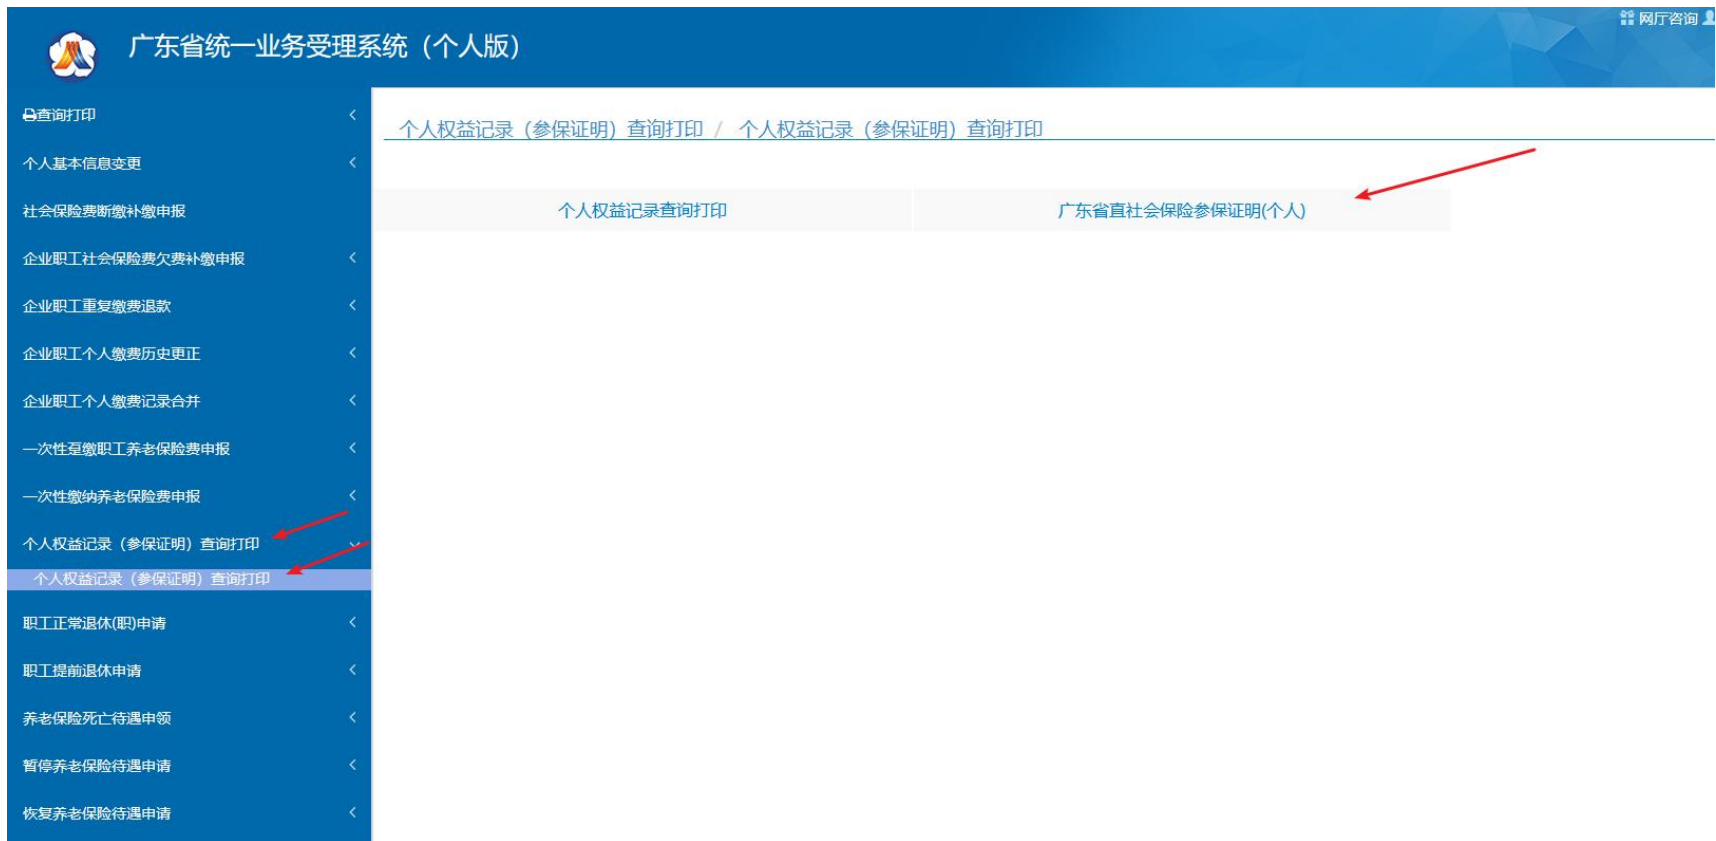 网厅咨询
广东省统一业务受理系统（个人版）
查询打印
个人基本信息变更
社会保险费断缴补缴申报
企业职工社会保险费欠费补缴申报
企业职工重复缴费退款
企业职工个人缴费历史更正
企业职工个人缴费记录合并
一次性趸缴职工养老保险费申报
一次性缴纳养老保险费申报
个人权益记录（参保证明）查询打印
个人权益记录（参保证明）查询打印
职工正常退休(职)申请
职工提前退休申请
养老保险死亡待遇申领
暂停养老保险待遇申请
恢复养老保险待遇申请
个人权益记录（参保证明）查询打印 / 个人权益记录（参保证明）查询打印
个人权益记录查询打印
广东省直社会保险参保证明(个人)